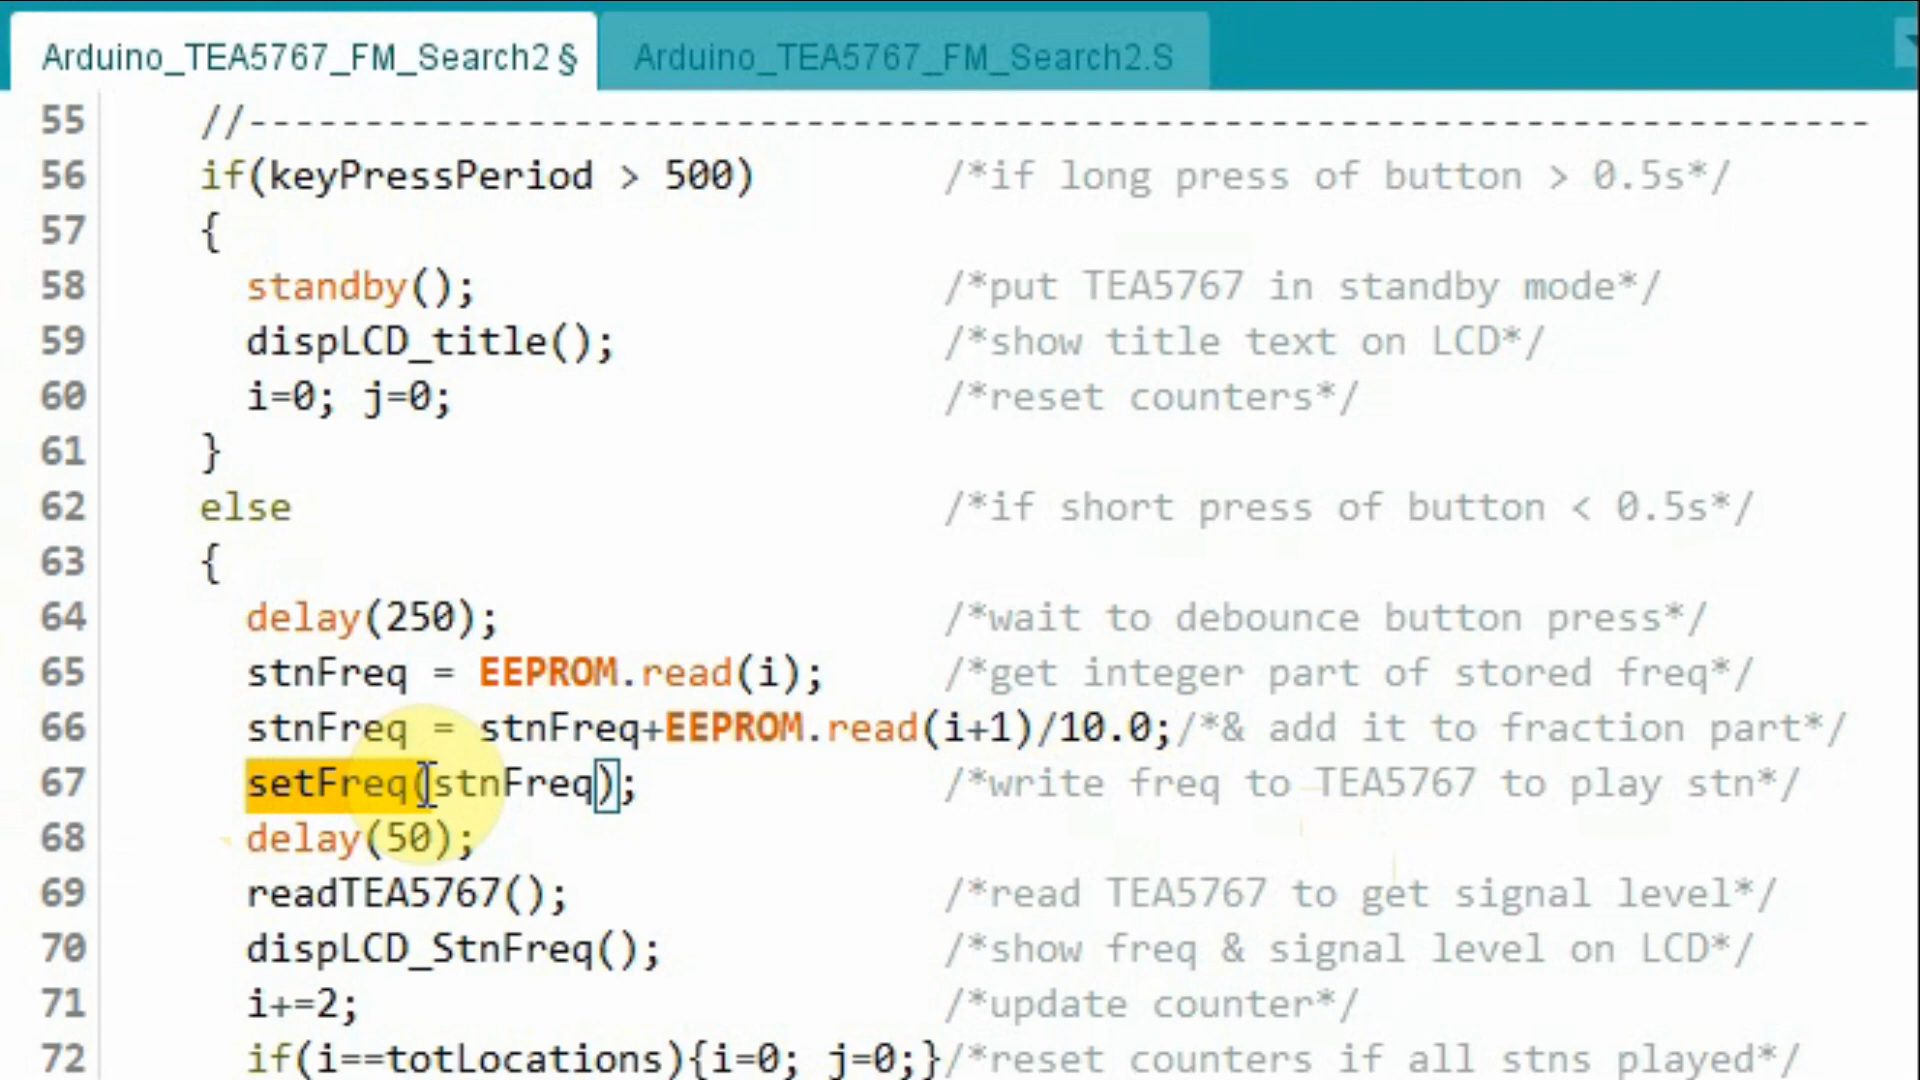 Arduino_TEA5767_FM_Search2 § Arduino_TEA5767_FM_Search2.S
55 //----------------------------------------------------------------------
56 if(keyPressPeriod > 500) /*if long press of button > 0.5s*/
57 {
58 standby(); /*put TEA5767 in standby mode*/
59 dispLCD_title(); /*show title text on LCD*/
60 i=0; j=0; /*reset counters*/
61 }
62 else /*if short press of button < 0.5s*/
63 {
64 delay(250); /*wait to debounce button press*/
65 stnFreq = EEPROM.read(i); /*get integer part of stored freq*/
66 stnFreq = stnFreq+EEPROM.read(i+1)/10.0;/*& add it to fraction part*/
67 setFreq(stnFreq); /*write freq to TEA5767 to play stn*/
68 delay(50);
69 readTEA5767(); /*read TEA5767 to get signal level*/
70 dispLCD_StnFreq(); /*show freq & signal level on LCD*/
71 i+=2; /*update counter*/
72 if(i==totLocations){i=0; j=0;}/*reset counters if all stns played*/